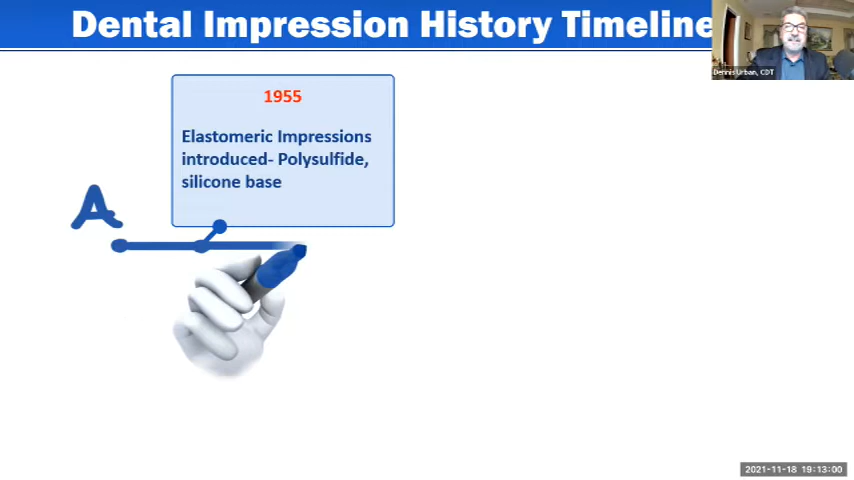 Dental Impression History Timeline
Dennis Urban, CDT
1955
Elastomeric Impressions
introduced- Polysulfide,
silicone base
A
2021-11-18 19:13:00